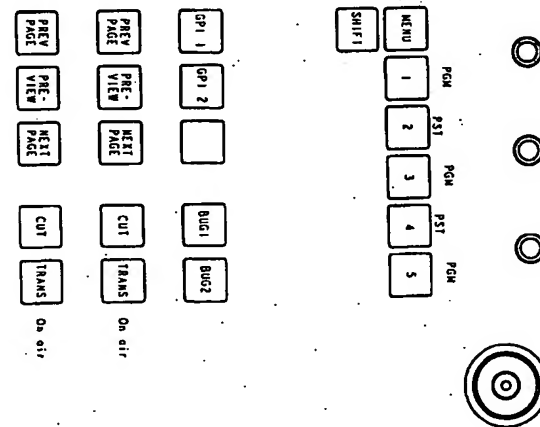 PGM PST PGM PST PGM
MENU 1 2 3 4 5
SHIFT
GPI 1 GPI 2 BUG1 BUG2
PREV PRE- NEXT CUT TRANS On air
PAGE VIEW PAGE
PREV PRE- NEXT CUT TRANS On air
PAGE VIEW PAGE